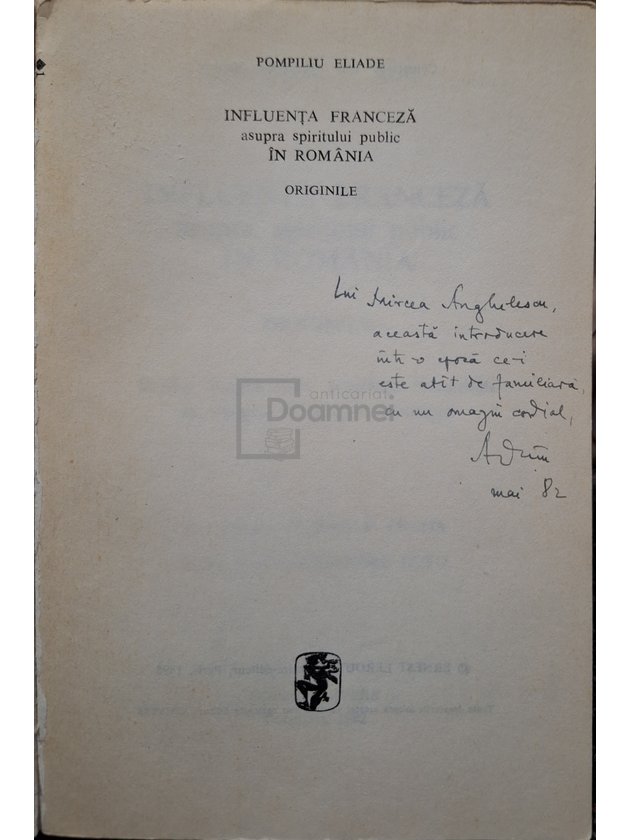 POMPILIU ELIADE
INFLUENȚA FRANCEZĂ
asupra spiritului public
ÎN ROMÂNIA
ORIGINILE
Lui Mircea Anghelescu,
această introducere
într-o epocă ce-i
este atît de familiară,
cu un omagiu cordial,
mai 82
anticariat
Doamnei